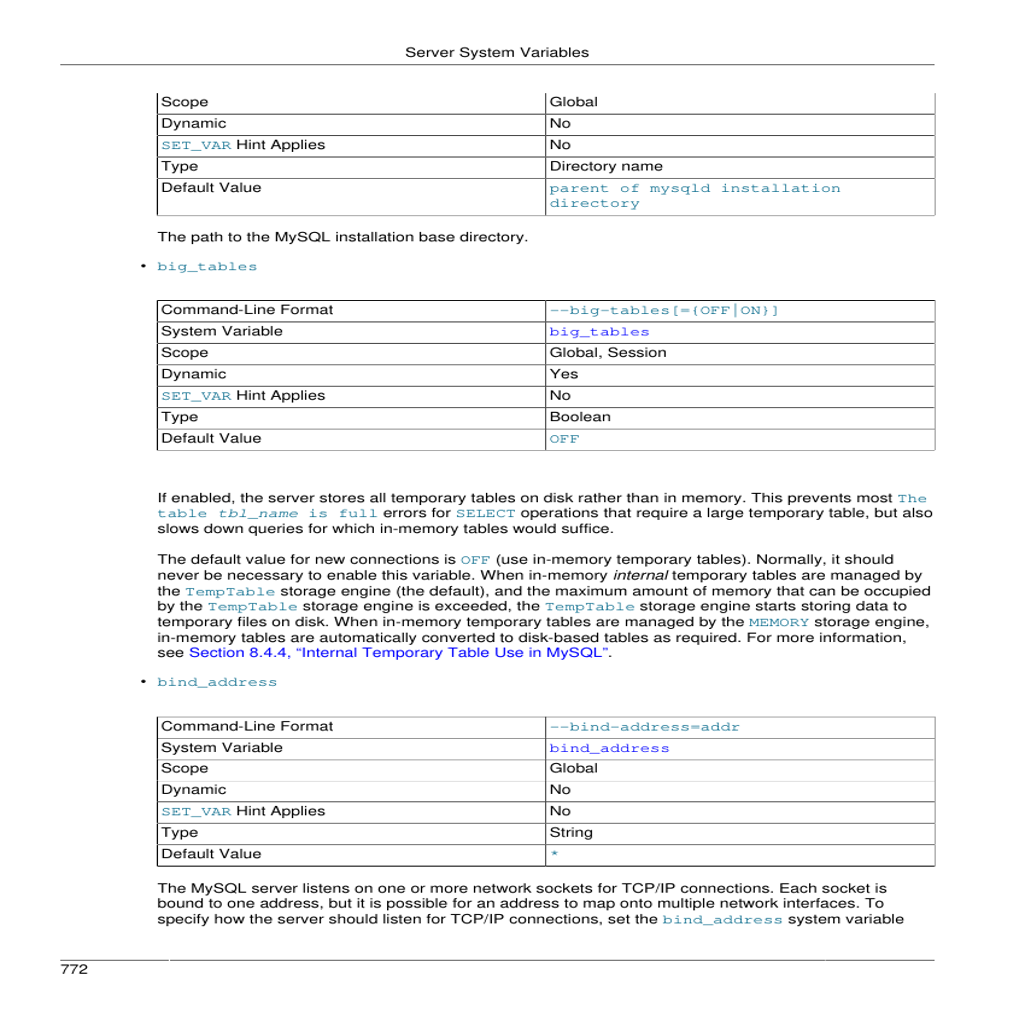 Server System Variables
Scope Global
Dynamic No
SET_VAR Hint Applies No
Type Directory name
Default Value parent of mysqld installation
directory
The path to the MySQL installation base directory.
• big_tables
Command-Line Format --big-tables[={OFF|ON}]
System Variable big_tables
Scope Global, Session
Dynamic Yes
SET_VAR Hint Applies No
Type Boolean
Default Value OFF
If enabled, the server stores all temporary tables on disk rather than in memory. This prevents most The
table tbl_name is full errors for SELECT operations that require a large temporary table, but also
slows down queries for which in-memory tables would suffice.
The default value for new connections is OFF (use in-memory temporary tables). Normally, it should
never be necessary to enable this variable. When in-memory internal temporary tables are managed by
the TempTable storage engine (the default), and the maximum amount of memory that can be occupied
by the TempTable storage engine is exceeded, the TempTable storage engine starts storing data to
temporary files on disk. When in-memory temporary tables are managed by the MEMORY storage engine,
in-memory tables are automatically converted to disk-based tables as required. For more information,
see Section 8.4.4, “Internal Temporary Table Use in MySQL”.
• bind_address
Command-Line Format --bind-address=addr
System Variable bind_address
Scope Global
Dynamic No
SET_VAR Hint Applies No
Type String
Default Value *
The MySQL server listens on one or more network sockets for TCP/IP connections. Each socket is
bound to one address, but it is possible for an address to map onto multiple network interfaces. To
specify how the server should listen for TCP/IP connections, set the bind_address system variable
772